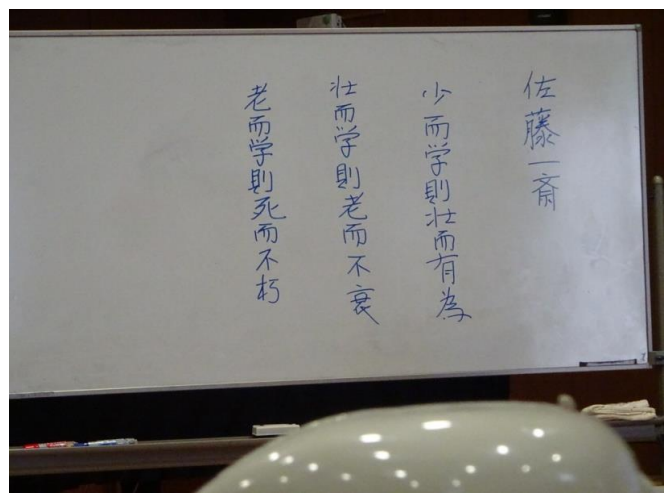 佐藤一斎
少而学則壮而有為
壮而学則老而不衰
老而学則死而不朽